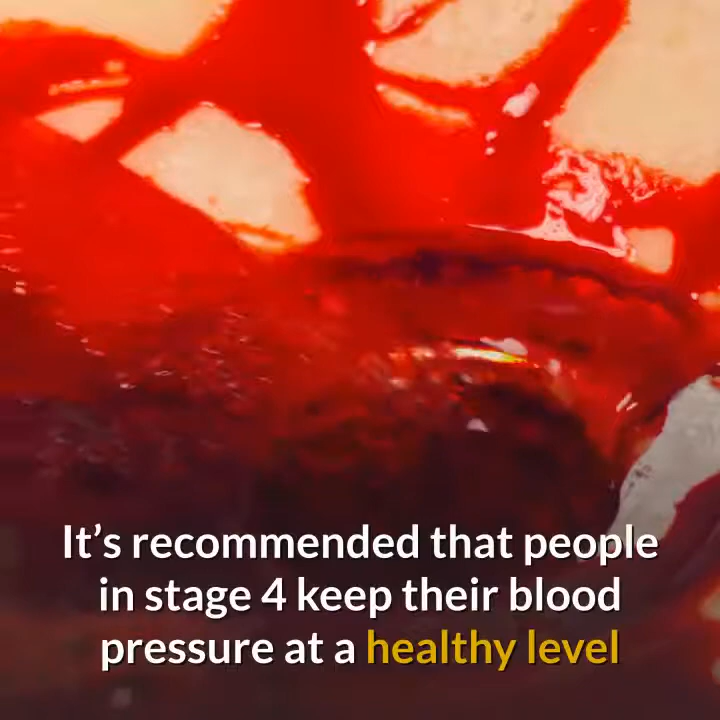 It’s recommended that people
in stage 4 keep their blood
pressure at a healthy level